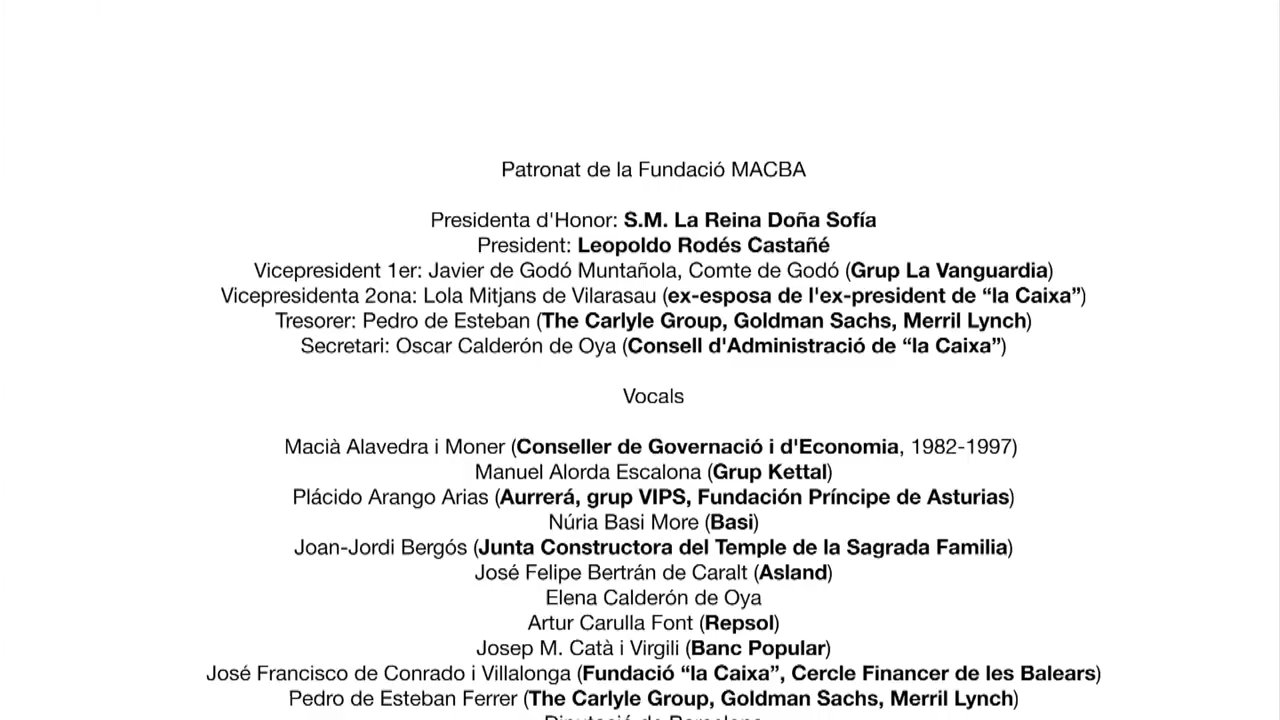 Patronat de la Fundació MACBA
Presidenta d'Honor: S.M. La Reina Doña Sofía
President: Leopoldo Rodés Castañé
Vicepresident 1er: Javier de Godó Muntañola, Comte de Godó (Grup La Vanguardia)
Vicepresidenta 2ona: Lola Mitjans de Vilarasau (ex-esposa de l'ex-president de “la Caixa”)
Tresorer: Pedro de Esteban (The Carlyle Group, Goldman Sachs, Merril Lynch)
Secretari: Oscar Calderón de Oya (Consell d'Administració de “la Caixa”)
Vocals
Macià Alavedra i Moner (Conseller de Governació i d'Economia, 1982-1997)
Manuel Alorda Escalona (Grup Kettal)
Plácido Arango Arias (Aurrerá, grup VIPS, Fundación Príncipe de Asturias)
Núria Basi More (Basi)
Joan-Jordi Bergós (Junta Constructora del Temple de la Sagrada Familia)
José Felipe Bertrán de Caralt (Asland)
Elena Calderón de Oya
Artur Carulla Font (Repsol)
Josep M. Catà i Virgili (Banc Popular)
José Francisco de Conrado i Villalonga (Fundació “la Caixa”, Cercle Financer de les Balears)
Pedro de Esteban Ferrer (The Carlyle Group, Goldman Sachs, Merril Lynch)
Diputació de Barcelona